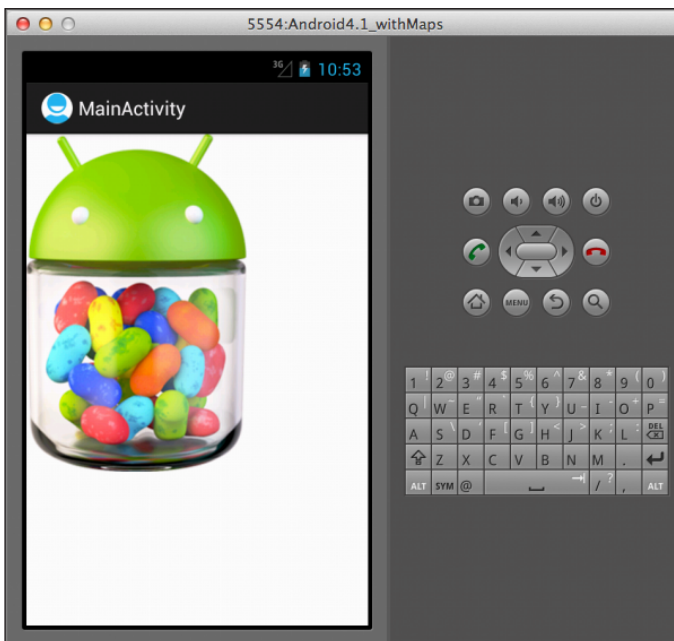 5554:Android4.1_withMaps
3G 10:53
MainActivity
MENU
1 ! 2 @ 3 # 4 $ 5 % 6 ^ 7 & 8 * 9 ( 0 )
Q | W ~ E " R ` T { Y } U _ I - O + P =
A S \ D ' F [ G ] H < J > K ; L : DEL
Z X C V B N M .
ALT SYM @ / ? , ALT